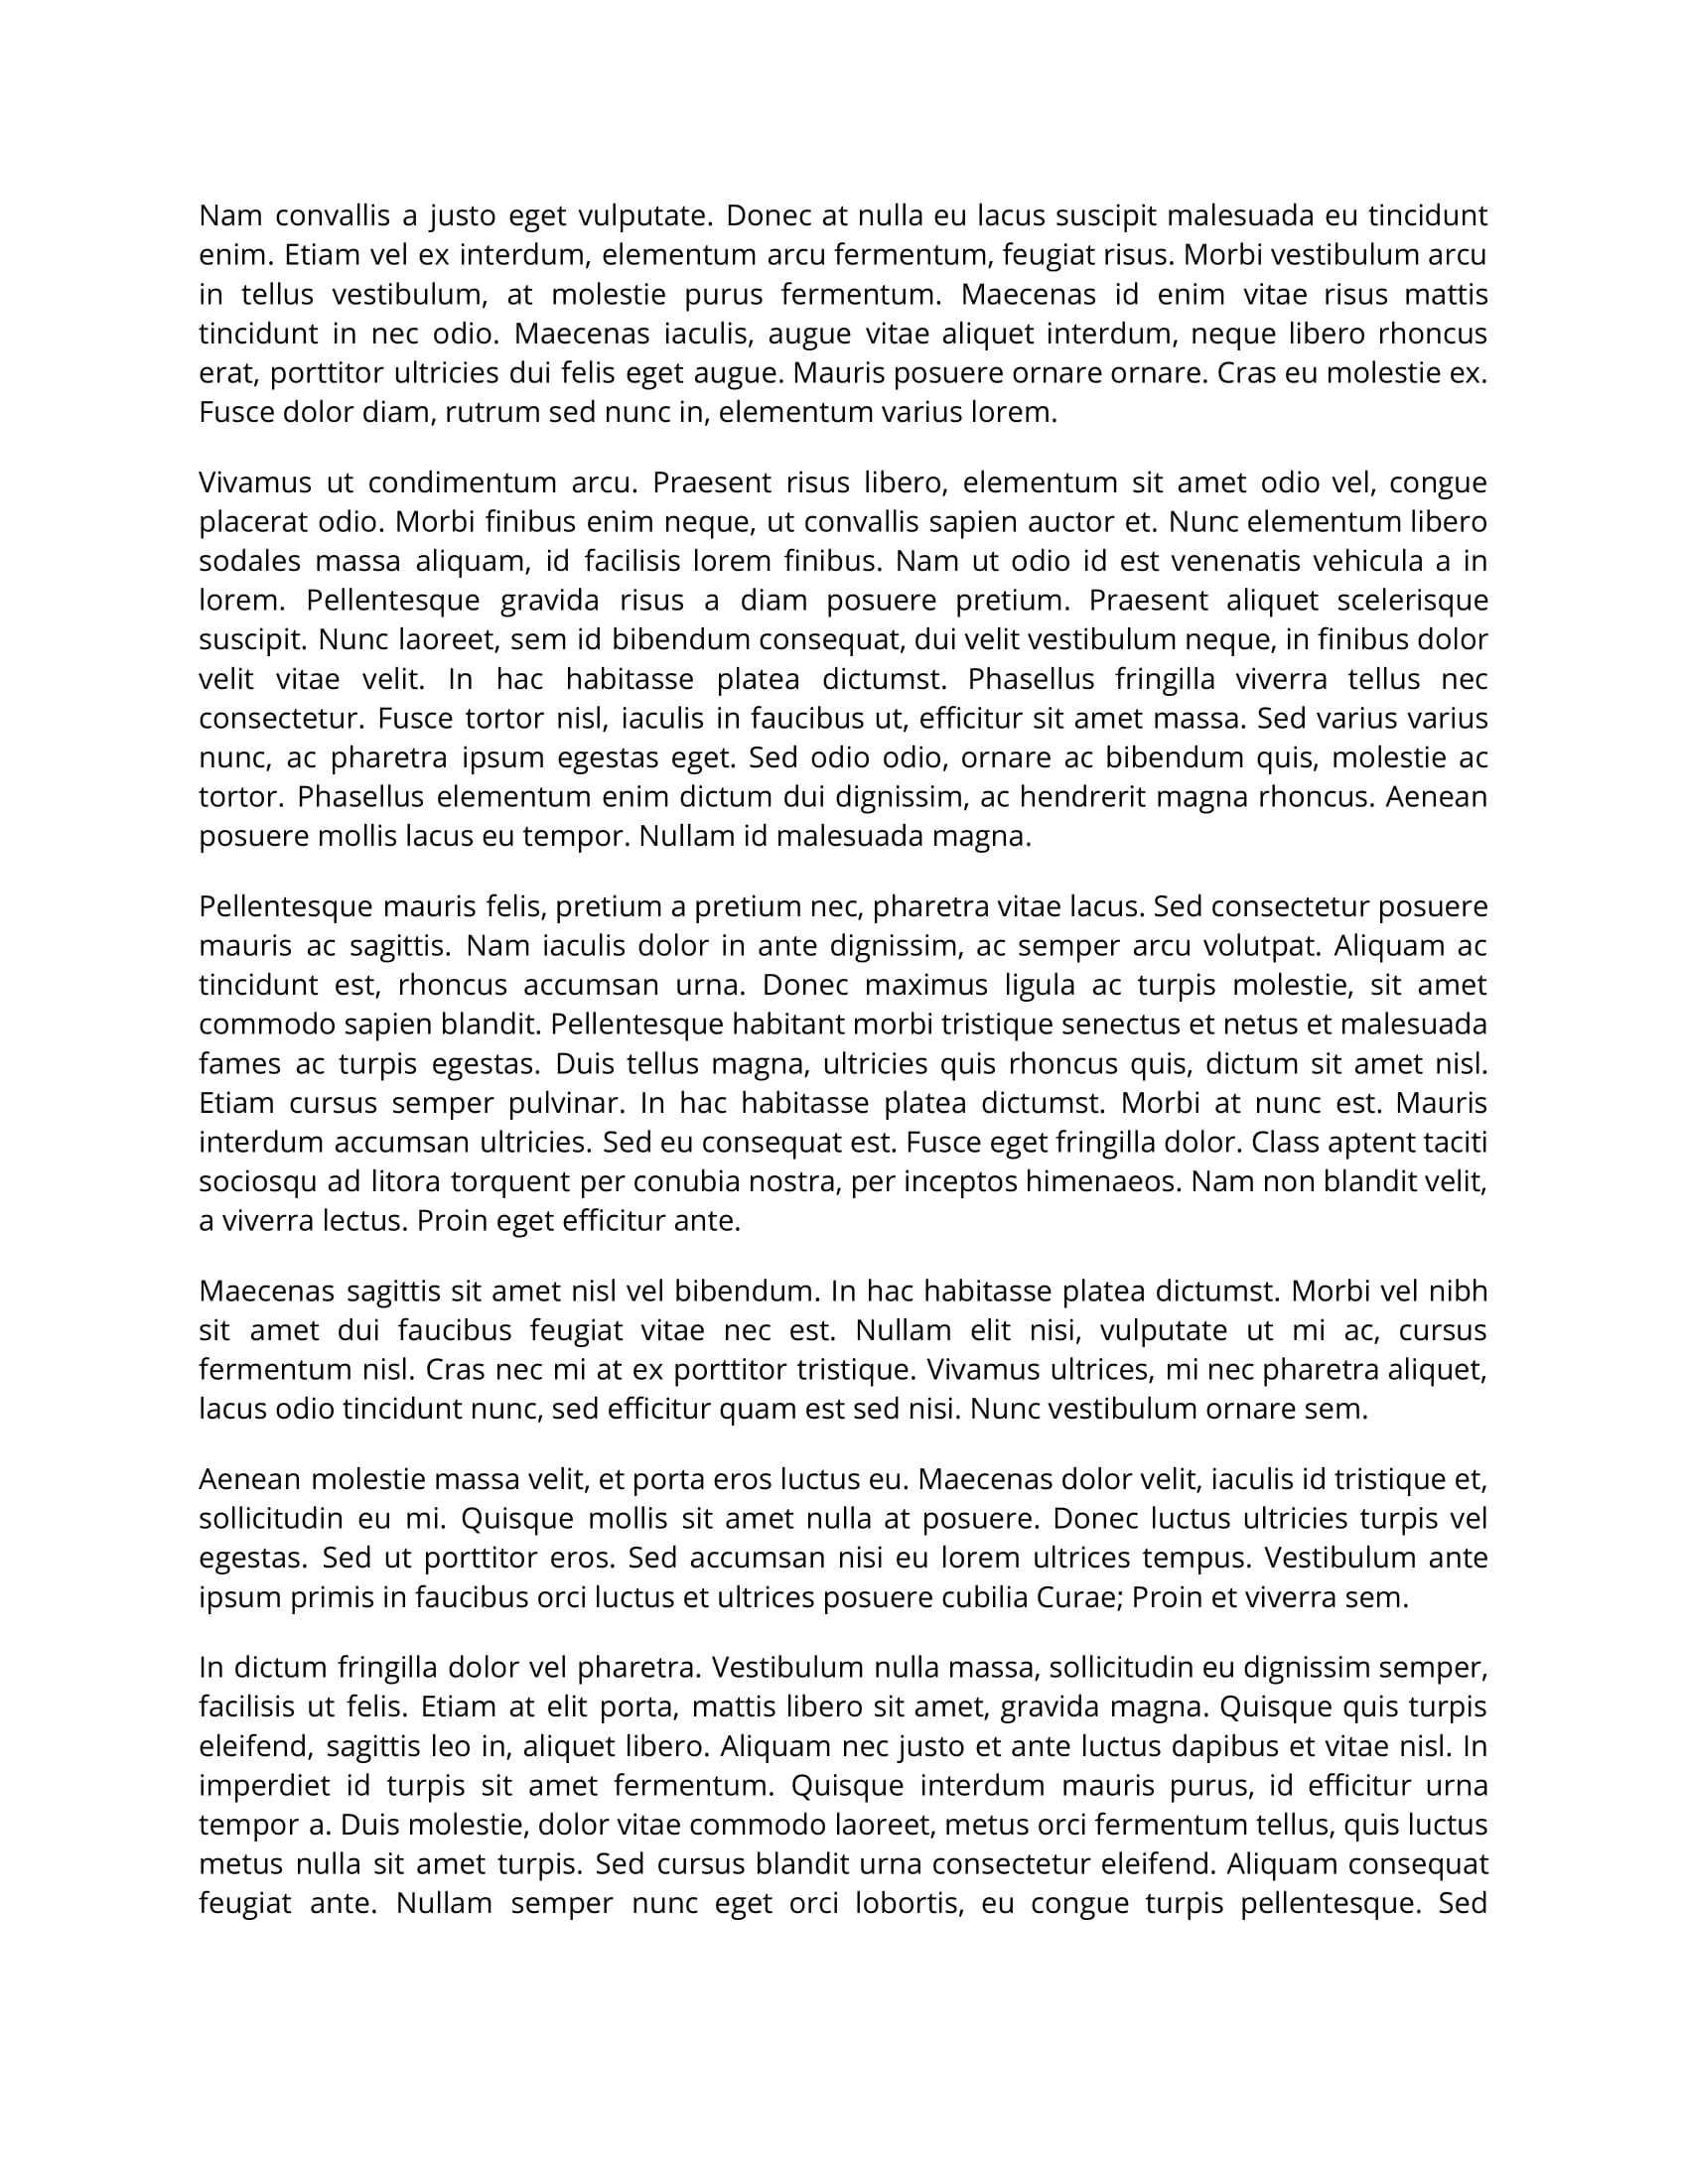 Nam convallis a justo eget vulputate. Donec at nulla eu lacus suscipit malesuada eu tincidunt
enim. Etiam vel ex interdum, elementum arcu fermentum, feugiat risus. Morbi vestibulum arcu
in tellus vestibulum, at molestie purus fermentum. Maecenas id enim vitae risus mattis
tincidunt in nec odio. Maecenas iaculis, augue vitae aliquet interdum, neque libero rhoncus
erat, porttitor ultricies dui felis eget augue. Mauris posuere ornare ornare. Cras eu molestie ex.
Fusce dolor diam, rutrum sed nunc in, elementum varius lorem.
Vivamus ut condimentum arcu. Praesent risus libero, elementum sit amet odio vel, congue
placerat odio. Morbi finibus enim neque, ut convallis sapien auctor et. Nunc elementum libero
sodales massa aliquam, id facilisis lorem finibus. Nam ut odio id est venenatis vehicula a in
lorem. Pellentesque gravida risus a diam posuere pretium. Praesent aliquet scelerisque
suscipit. Nunc laoreet, sem id bibendum consequat, dui velit vestibulum neque, in finibus dolor
velit vitae velit. In hac habitasse platea dictumst. Phasellus fringilla viverra tellus nec
consectetur. Fusce tortor nisl, iaculis in faucibus ut, efficitur sit amet massa. Sed varius varius
nunc, ac pharetra ipsum egestas eget. Sed odio odio, ornare ac bibendum quis, molestie ac
tortor. Phasellus elementum enim dictum dui dignissim, ac hendrerit magna rhoncus. Aenean
posuere mollis lacus eu tempor. Nullam id malesuada magna.
Pellentesque mauris felis, pretium a pretium nec, pharetra vitae lacus. Sed consectetur posuere
mauris ac sagittis. Nam iaculis dolor in ante dignissim, ac semper arcu volutpat. Aliquam ac
tincidunt est, rhoncus accumsan urna. Donec maximus ligula ac turpis molestie, sit amet
commodo sapien blandit. Pellentesque habitant morbi tristique senectus et netus et malesuada
fames ac turpis egestas. Duis tellus magna, ultricies quis rhoncus quis, dictum sit amet nisl.
Etiam cursus semper pulvinar. In hac habitasse platea dictumst. Morbi at nunc est. Mauris
interdum accumsan ultricies. Sed eu consequat est. Fusce eget fringilla dolor. Class aptent taciti
sociosqu ad litora torquent per conubia nostra, per inceptos himenaeos. Nam non blandit velit,
a viverra lectus. Proin eget efficitur ante.
Maecenas sagittis sit amet nisl vel bibendum. In hac habitasse platea dictumst. Morbi vel nibh
sit amet dui faucibus feugiat vitae nec est. Nullam elit nisi, vulputate ut mi ac, cursus
fermentum nisl. Cras nec mi at ex porttitor tristique. Vivamus ultrices, mi nec pharetra aliquet,
lacus odio tincidunt nunc, sed efficitur quam est sed nisi. Nunc vestibulum ornare sem.
Aenean molestie massa velit, et porta eros luctus eu. Maecenas dolor velit, iaculis id tristique et,
sollicitudin eu mi. Quisque mollis sit amet nulla at posuere. Donec luctus ultricies turpis vel
egestas. Sed ut porttitor eros. Sed accumsan nisi eu lorem ultrices tempus. Vestibulum ante
ipsum primis in faucibus orci luctus et ultrices posuere cubilia Curae; Proin et viverra sem.
In dictum fringilla dolor vel pharetra. Vestibulum nulla massa, sollicitudin eu dignissim semper,
facilisis ut felis. Etiam at elit porta, mattis libero sit amet, gravida magna. Quisque quis turpis
eleifend, sagittis leo in, aliquet libero. Aliquam nec justo et ante luctus dapibus et vitae nisl. In
imperdiet id turpis sit amet fermentum. Quisque interdum mauris purus, id efficitur urna
tempor a. Duis molestie, dolor vitae commodo laoreet, metus orci fermentum tellus, quis luctus
metus nulla sit amet turpis. Sed cursus blandit urna consectetur eleifend. Aliquam consequat
feugiat ante. Nullam semper nunc eget orci lobortis, eu congue turpis pellentesque. Sed